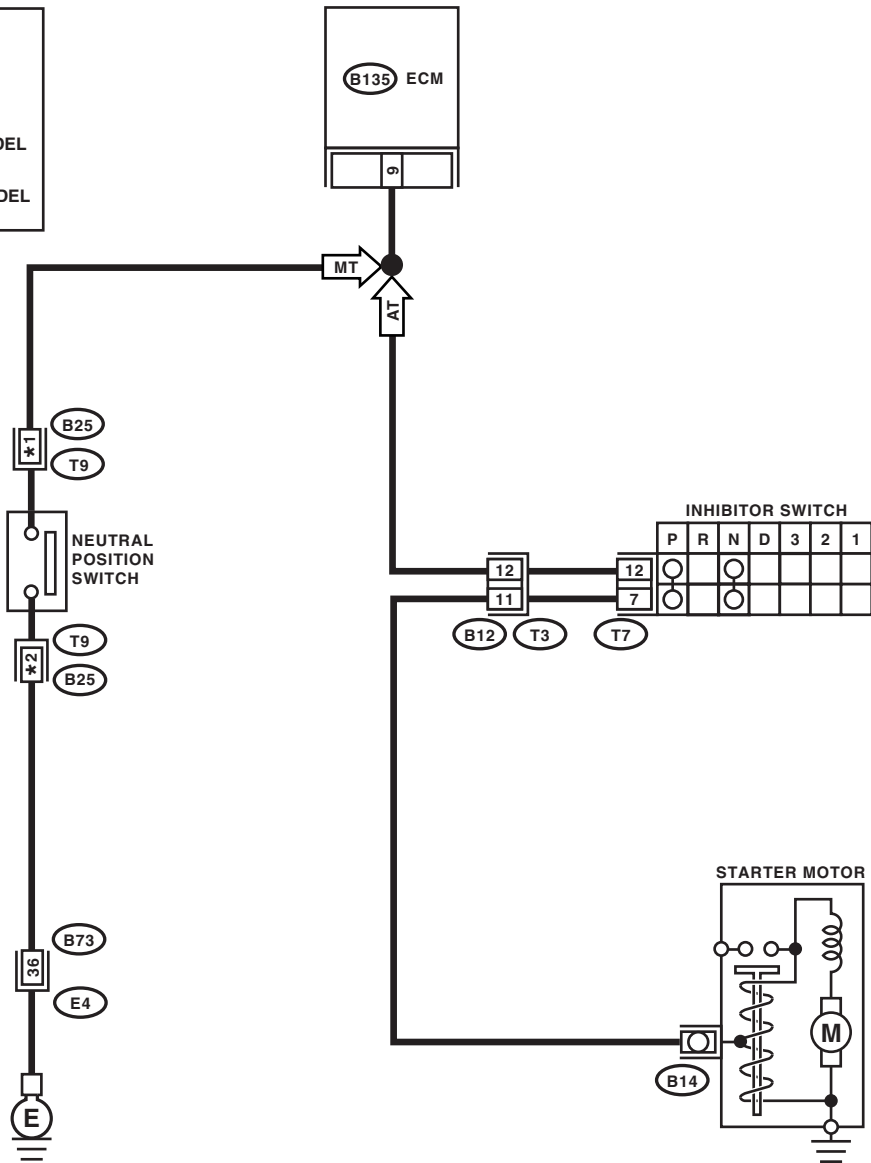 DEL
DEL
B135 ECM
9
MT
AT
B25
*1
T9
NEUTRAL
POSITION
SWITCH
T9
*2
B25
INHIBITOR SWITCH
P R N D 3 2 1
12 12
11 7
B12 T3 T7
B73
36
E4
E
STARTER MOTOR
M
B14